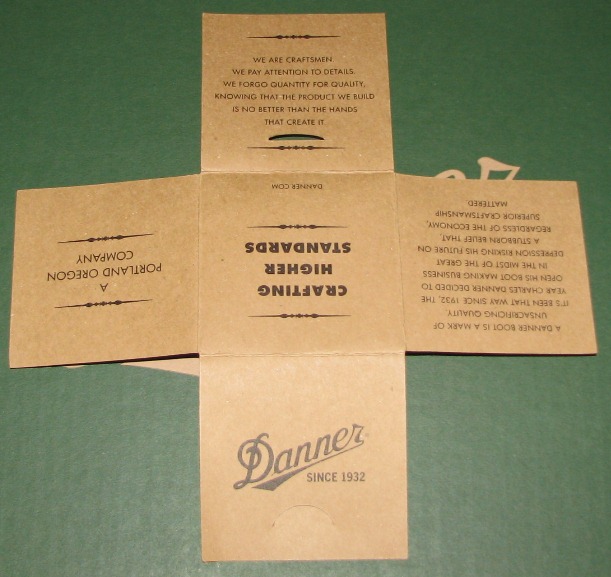 WE ARE CRAFTSMEN.
WE PAY ATTENTION TO DETAILS.
WE FORGO QUANTITY FOR QUALITY,
KNOWING THAT THE PRODUCT WE BUILD
IS NO BETTER THAN THE HANDS
THAT CREATE IT.
A
PORTLAND OREGON
COMPANY
CRAFTING
HIGHER
STANDARDS
DANNER.COM
A DANNER BOOT IS A MARK OF
UNSACRIFICING QUALITY.
IT'S BEEN THAT WAY SINCE 1932, THE
YEAR CHARLES DANNER DECIDED TO
OPEN HIS BOOT MAKING BUSINESS
IN THE MIDST OF THE GREAT
DEPRESSION RISKING HIS FUTURE ON
A STUBBORN BELIEF THAT,
REGARDLESS OF THE ECONOMY,
SUPERIOR CRAFTSMANSHIP
MATTERED
Danner
SINCE 1932